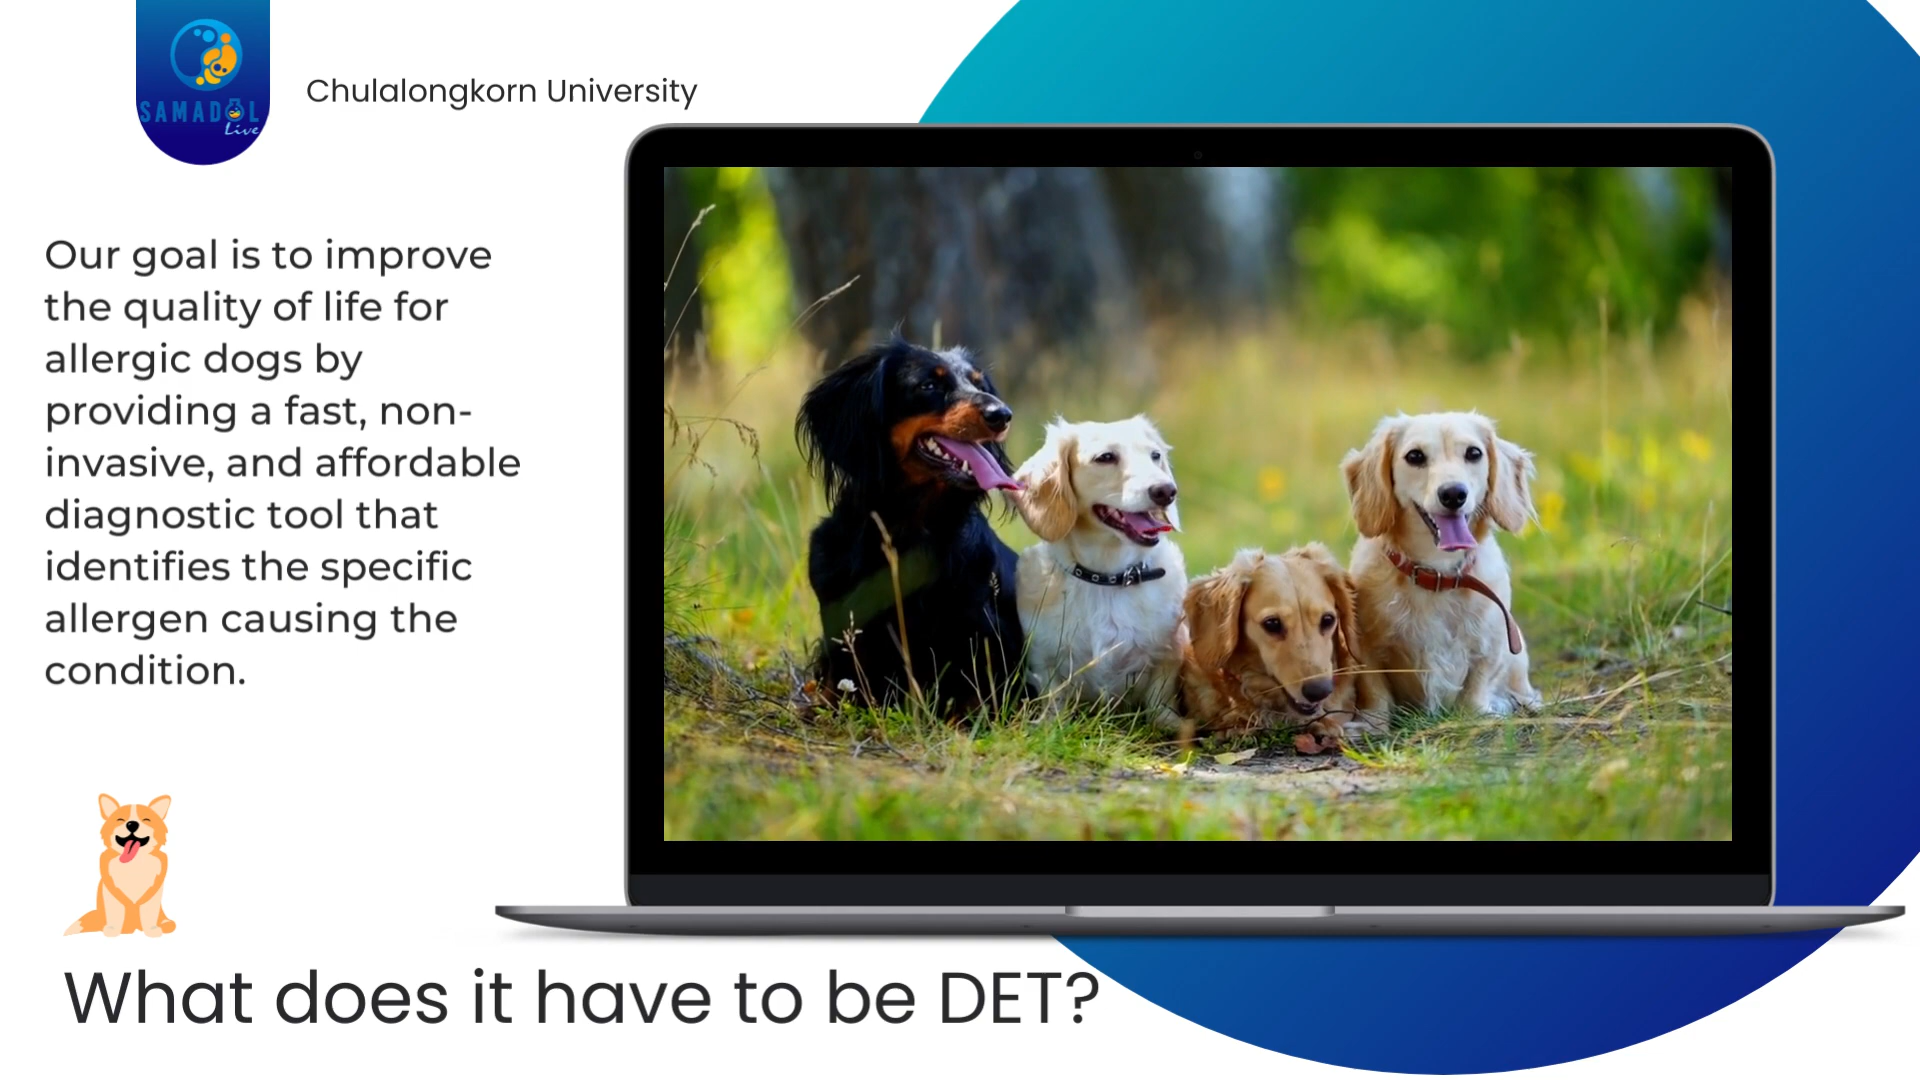 SAMADOL
Live
Chulalongkorn University
Our goal is to improve
the quality of life for
allergic dogs by
providing a fast, non-
invasive, and affordable
diagnostic tool that
identifies the specific
allergen causing the
condition.
What does it have to be DET?